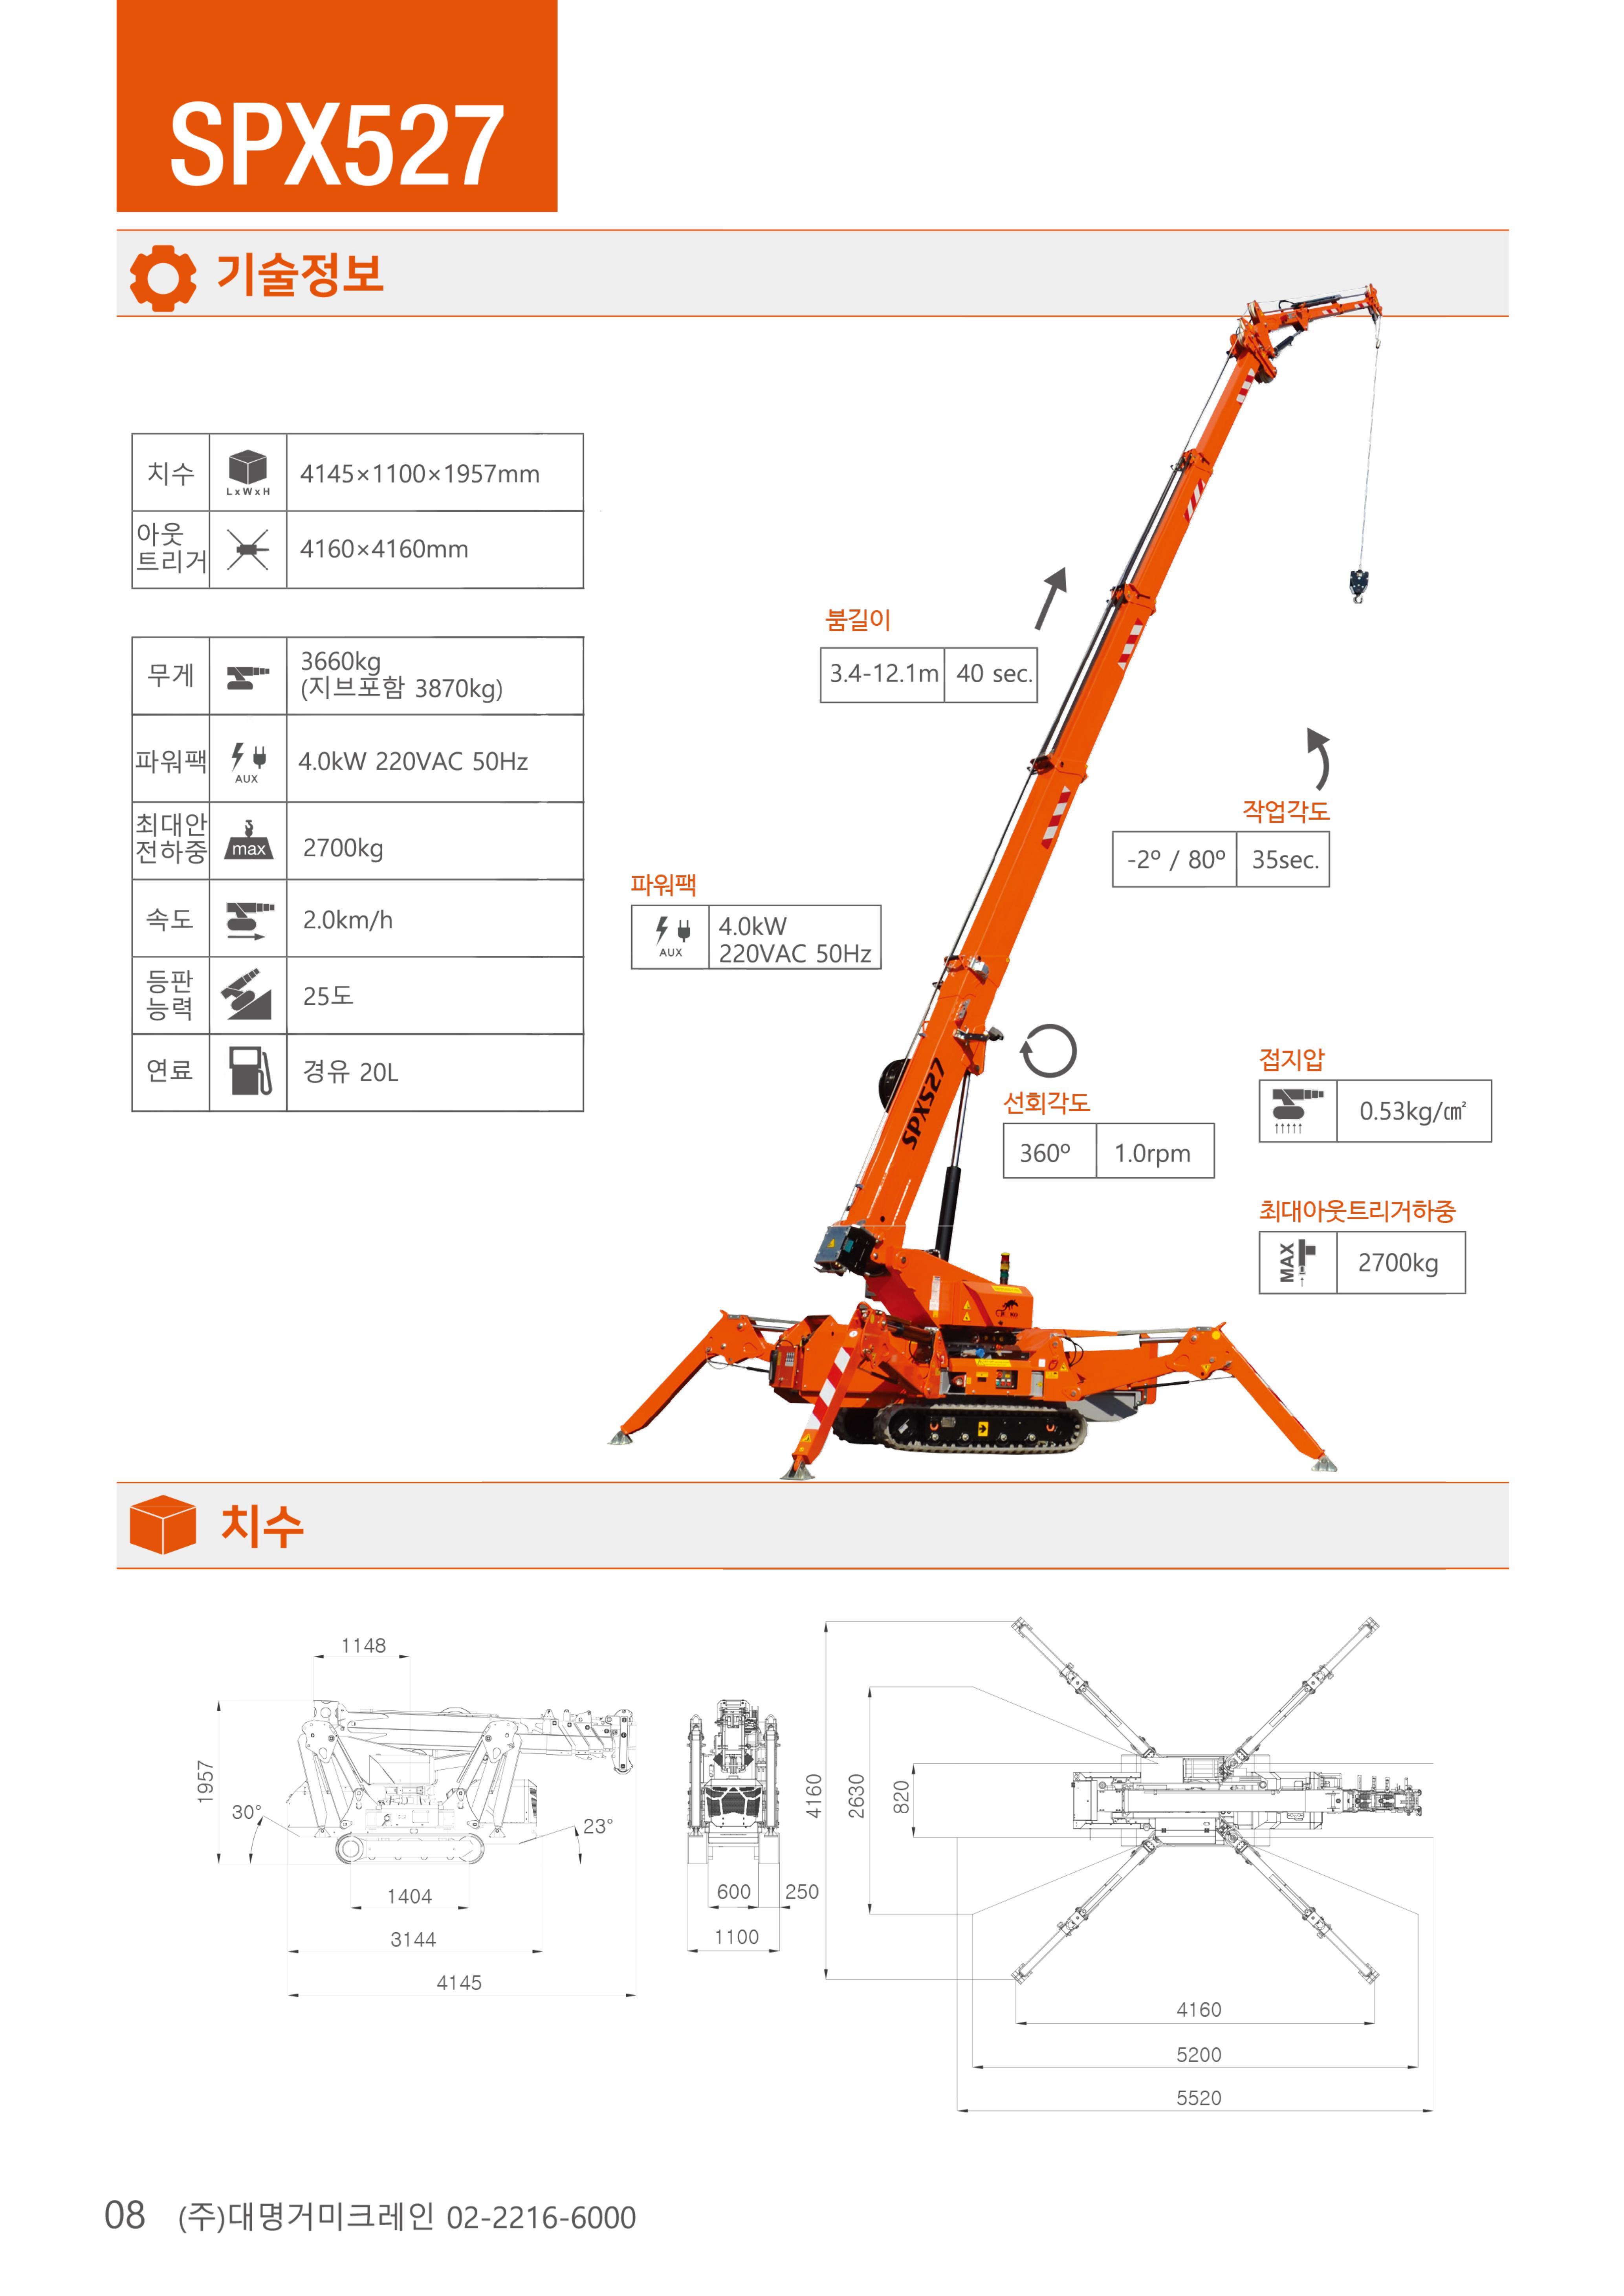 SPX527
기술정보
치수
LxWxH
4145×1100×1957mm
아웃
트리거
4160×4160mm
무게
3660kg
(지브포함 3870kg)
파워팩
AUX
4.0kW 220VAC 50Hz
최대안
전하중
max
2700kg
속도
2.0km/h
등판
능력
25도
연료
경유 20L
붐길이
3.4-12.1m 40 sec.
작업각도
-2º / 80º 35sec.
파워팩
AUX
4.0kW
220VAC 50Hz
선회각도
360º 1.0rpm
접지압
0.53kg/㎠
최대아웃트리거하중
MAX
2700kg
SPX527
치수
1148
1957
30°
23°
1404
3144
4145
600
250
1100
4160
2630
820
4160
5200
5520
08 (주)대명거미크레인 02-2216-6000